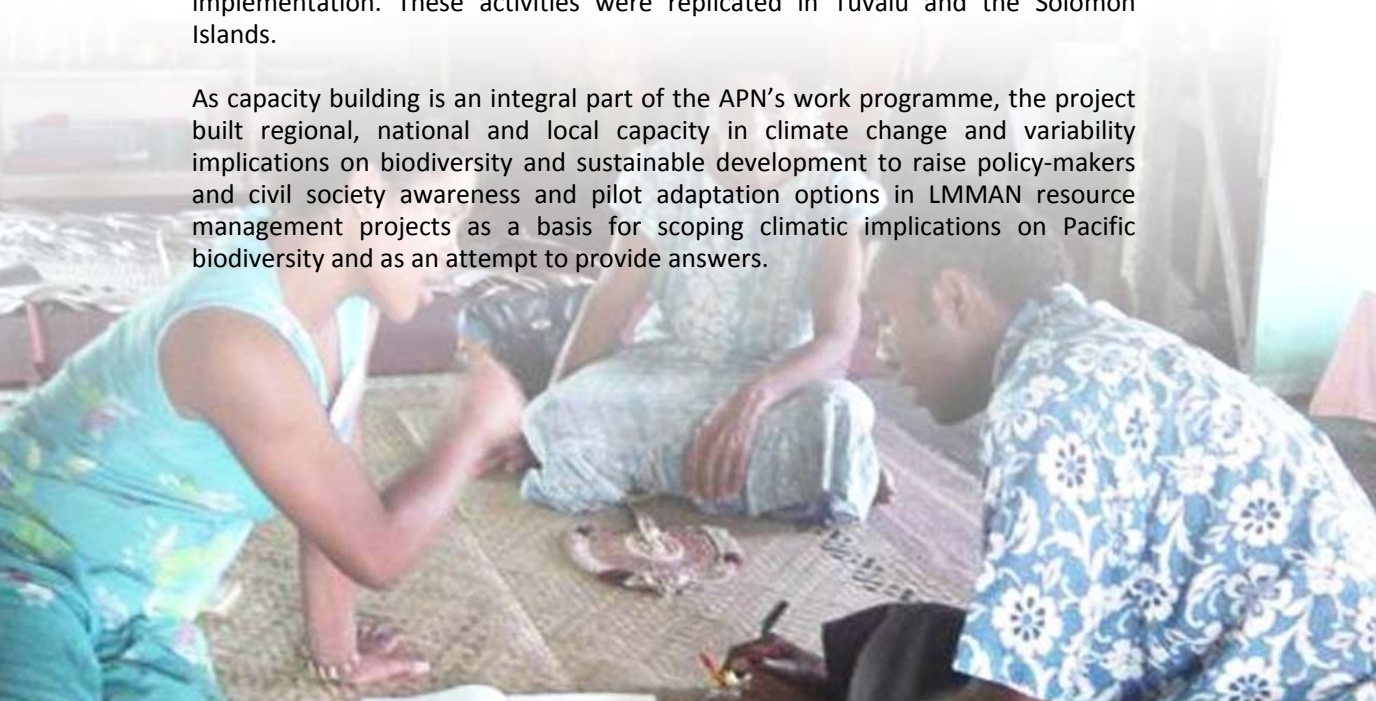 implementation. These activities were replicated in Tuvalu and the Solomon
Islands.
As capacity building is an integral part of the APN's work programme, the project
built regional, national and local capacity in climate change and variability
implications on biodiversity and sustainable development to raise policy-makers
and civil society awareness and pilot adaptation options in LMMAN resource
management projects as a basis for scoping climatic implications on Pacific
biodiversity and as an attempt to provide answers.